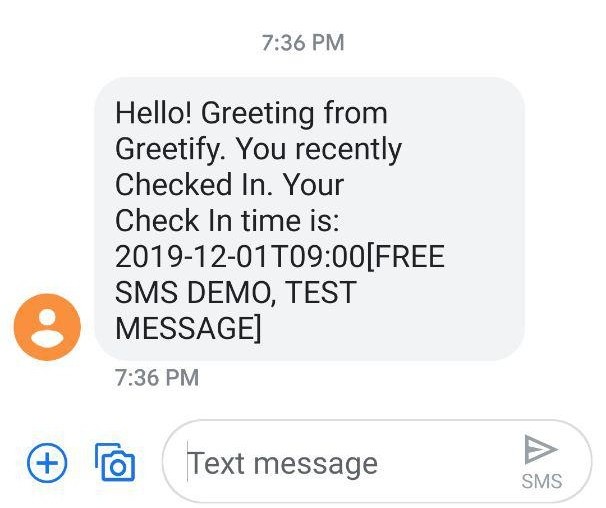 7:36 PM
Hello! Greeting from
Greetify. You recently
Checked In. Your
Check In time is:
2019-12-01T09:00[FREE
SMS DEMO, TEST
MESSAGE]
7:36 PM
Text message
SMS